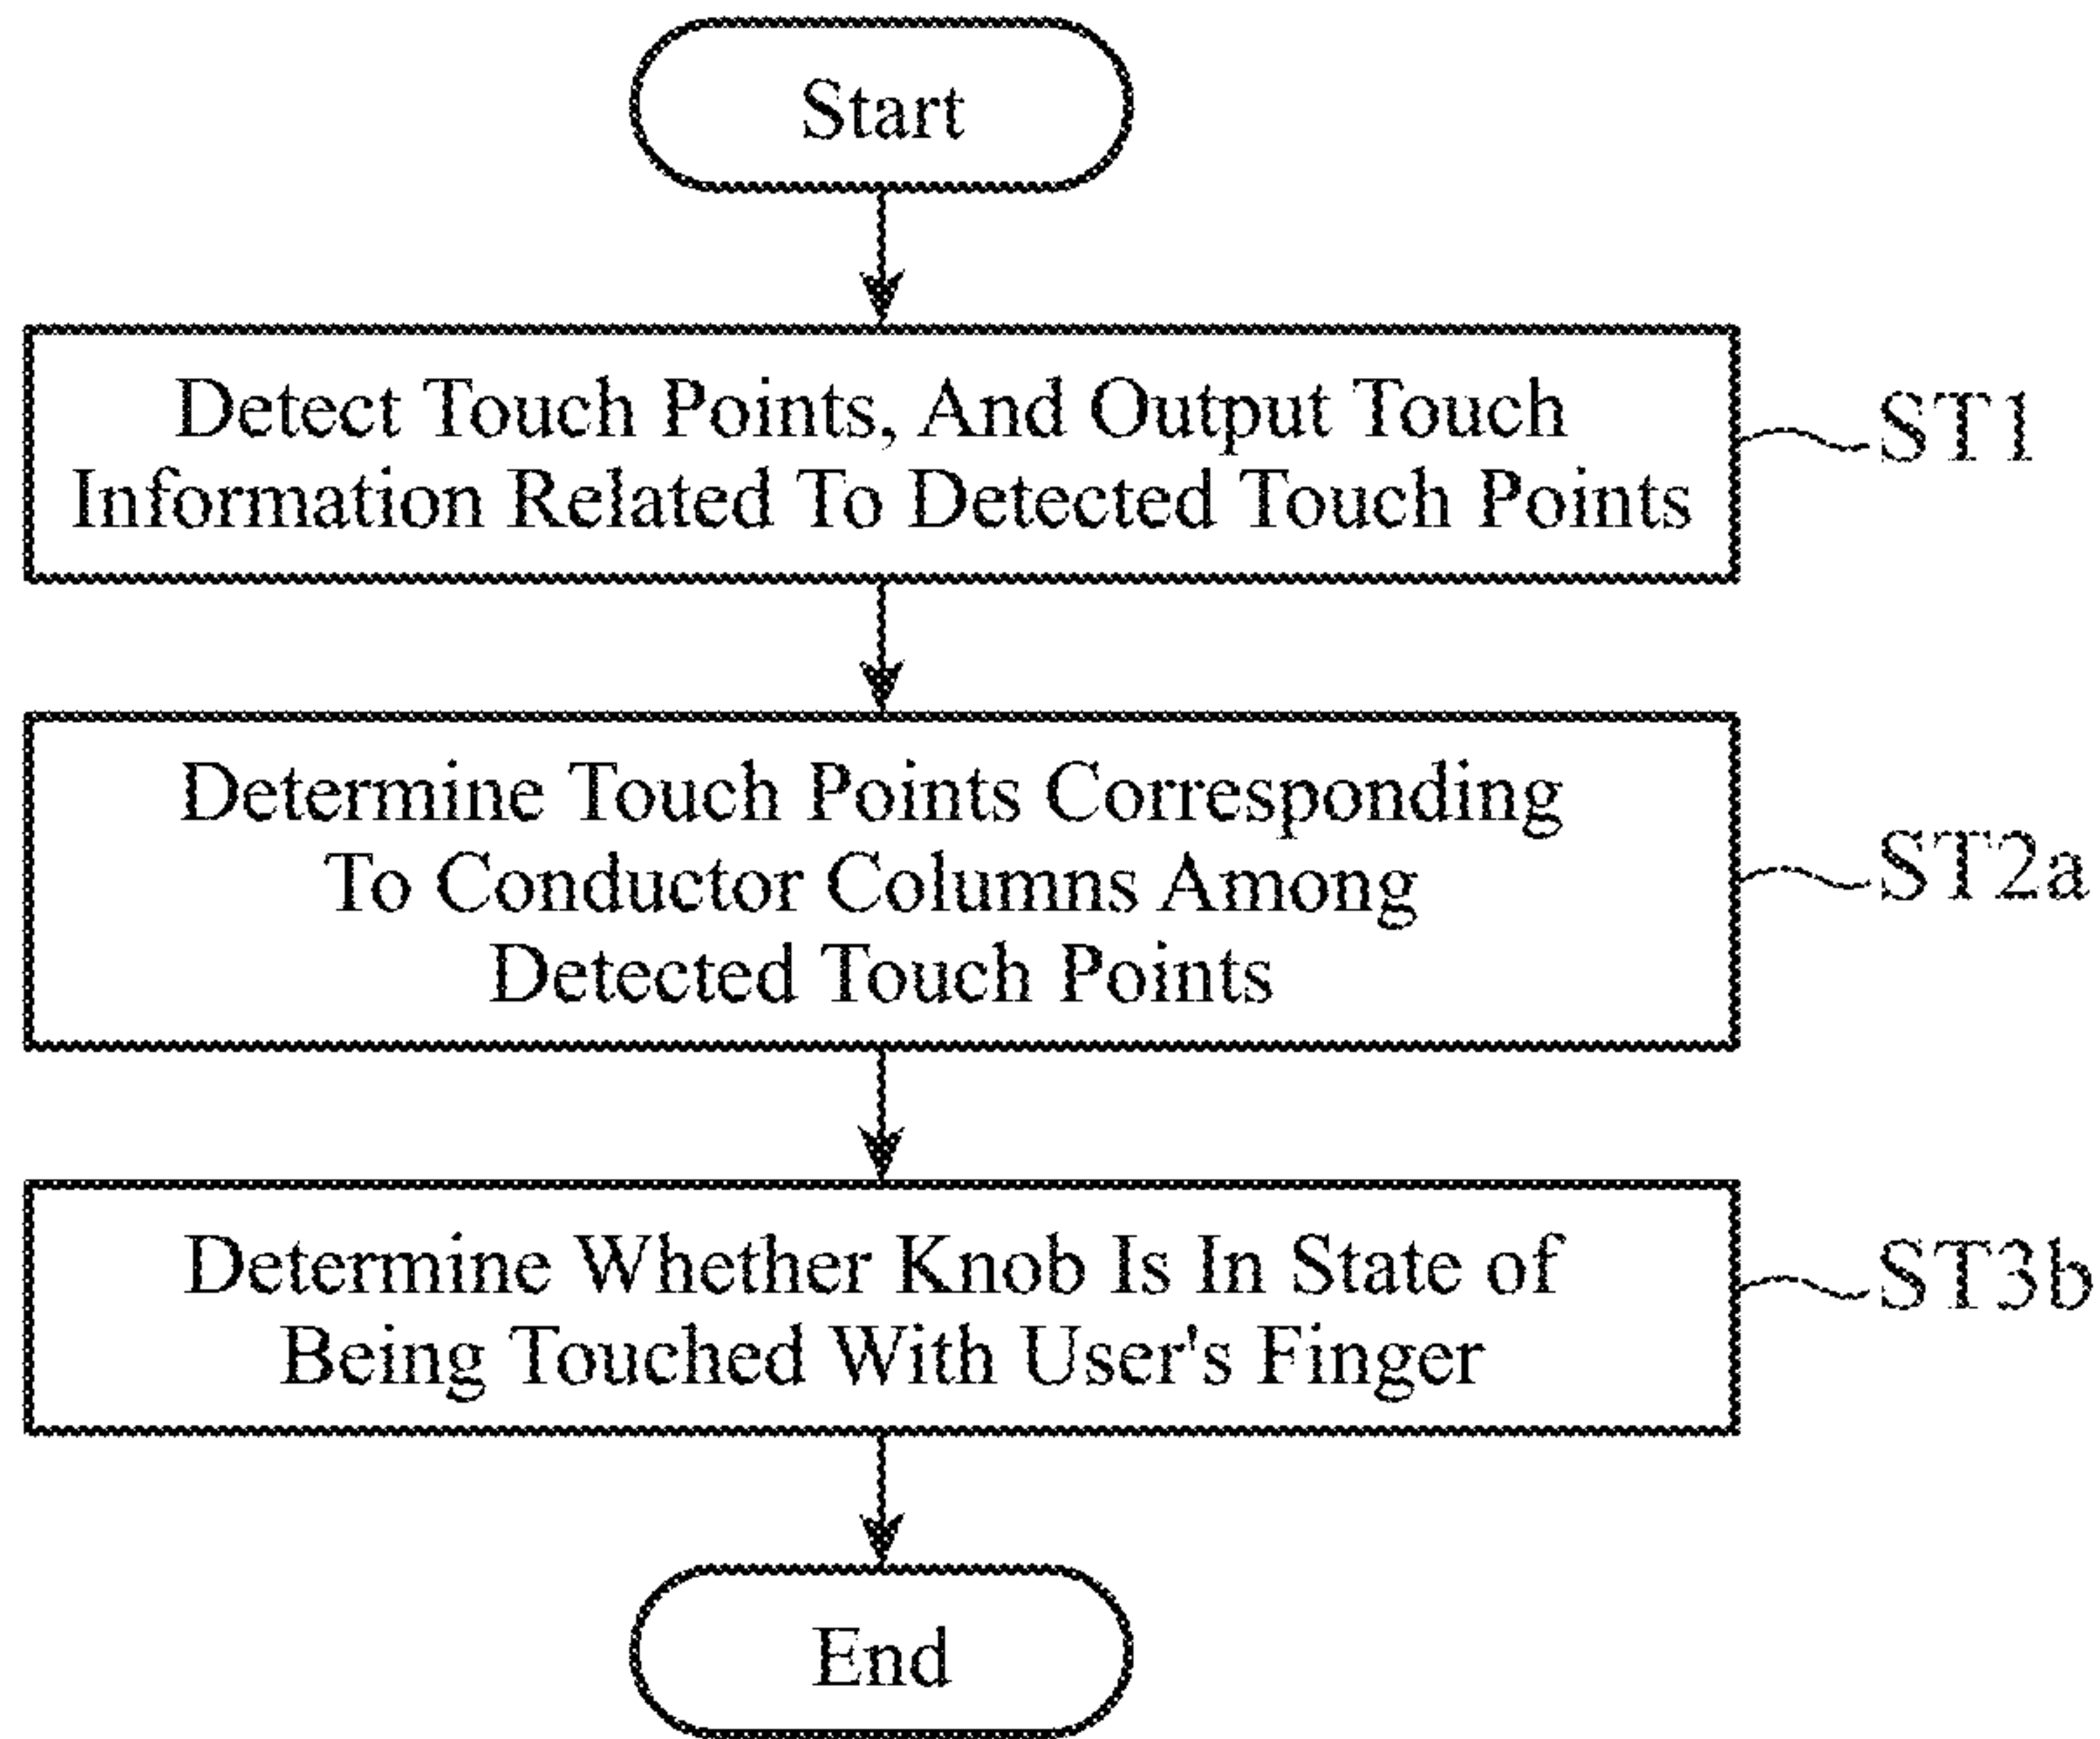 Start
Detect Touch Points, And Output Touch
Information Related To Detected Touch Points
ST1
Determine Touch Points Corresponding
To Conductor Columns Among
Detected Touch Points
ST2a
Determine Whether Knob Is In State of
Being Touched With User's Finger
ST3b
End